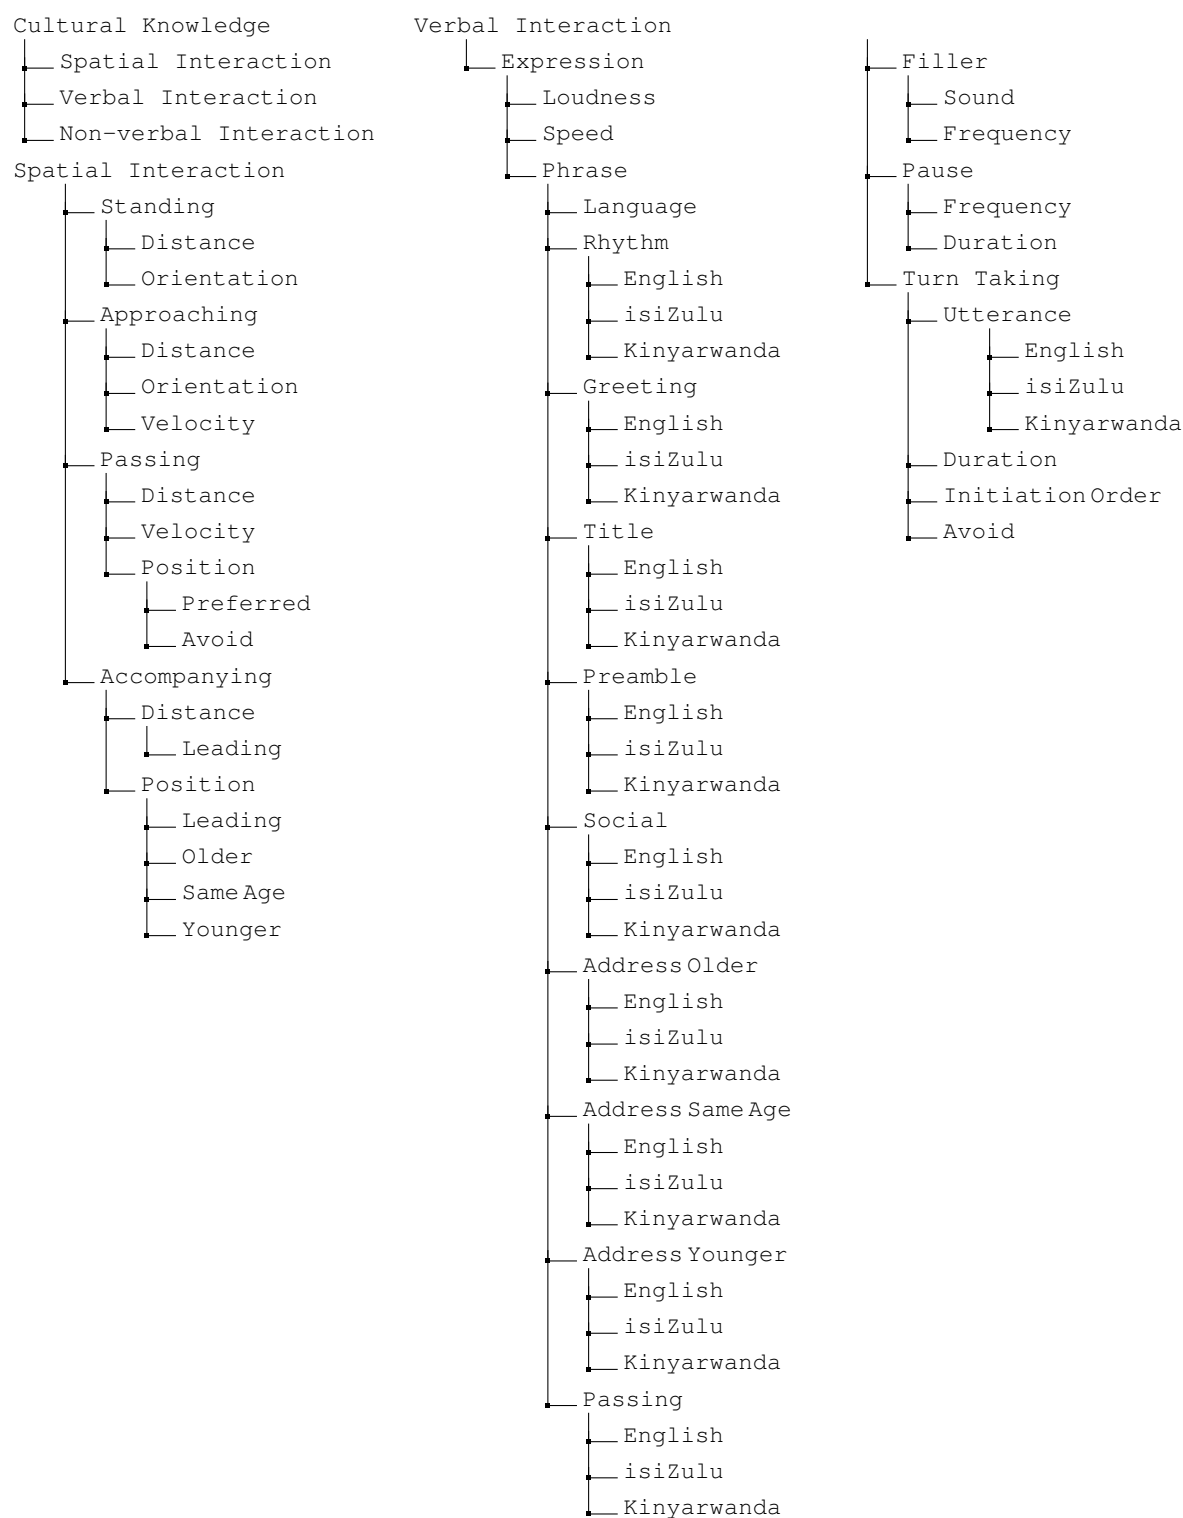 Cultural Knowledge
Spatial Interaction
Verbal Interaction
Non-verbal Interaction
Spatial Interaction
Standing
Distance
Orientation
Approaching
Distance
Orientation
Velocity
Passing
Distance
Velocity
Position
Preferred
Avoid
Accompanying
Distance
Leading
Position
Leading
Older
Same Age
Younger
Verbal Interaction
Expression
Loudness
Speed
Phrase
Language
Rhythm
English
isiZulu
Kinyarwanda
Greeting
English
isiZulu
Kinyarwanda
Title
English
isiZulu
Kinyarwanda
Preamble
English
isiZulu
Kinyarwanda
Social
English
isiZulu
Kinyarwanda
Address Older
English
isiZulu
Kinyarwanda
Address Same Age
English
isiZulu
Kinyarwanda
Address Younger
English
isiZulu
Kinyarwanda
Passing
English
isiZulu
Kinyarwanda
Filler
Sound
Frequency
Pause
Frequency
Duration
Turn Taking
Utterance
English
isiZulu
Kinyarwanda
Duration
Initiation Order
Avoid